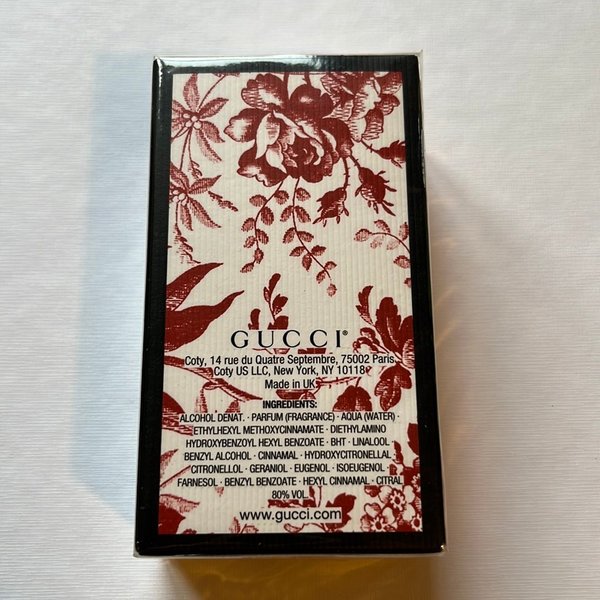 GUCCI®
Coty, 14 rue du Quatre Septembre, 75002 Paris
Coty US LLC, New York, NY 10118
Made in UK
INGREDIENTS:
ALCOHOL DENAT. · PARFUM (FRAGRANCE) · AQUA (WATER) ·
ETHYLHEXYL METHOXYCINNAMATE · DIETHYLAMINO
HYDROXYBENZOYL HEXYL BENZOATE · BHT · LINALOOL
BENZYL ALCOHOL · CINNAMAL · HYDROXYCITRONELLAL
CITRONELLOL · GERANIOL · EUGENOL · ISOEUGENOL
FARNESOL · BENZYL BENZOATE · HEXYL CINNAMAL · CITRAL
80% VOL.
www.gucci.com